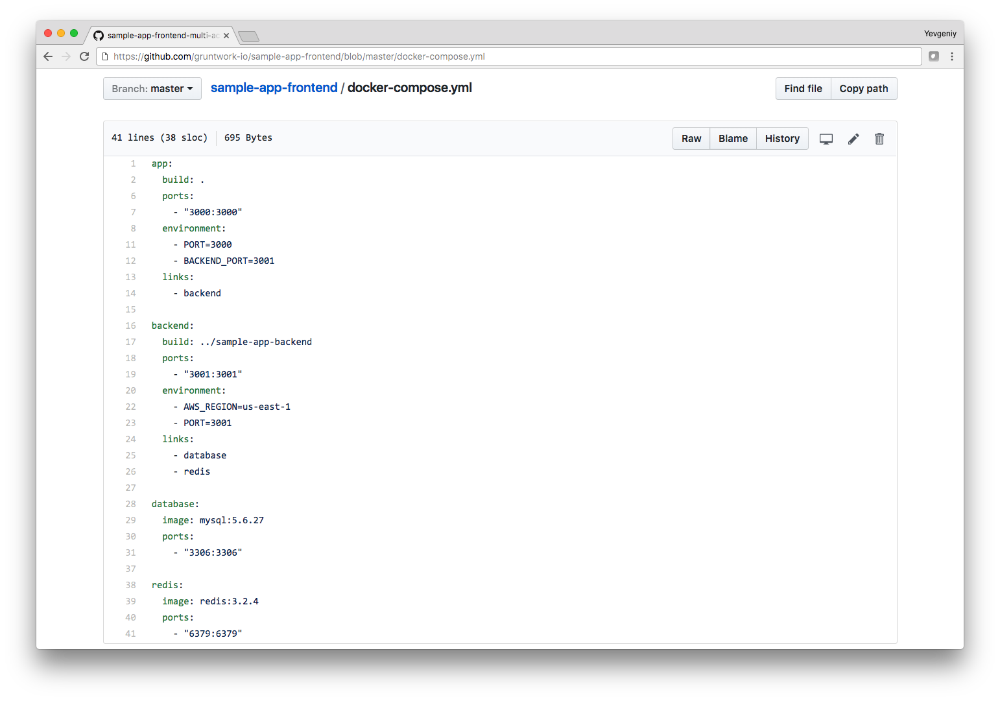 sample-app-frontend-multi-ac
Yevgeniy
https://github.com/gruntwork-io/sample-app-frontend/blob/master/docker-compose.yml
Branch: master
sample-app-frontend / docker-compose.yml
Find file
Copy path
41 lines (38 sloc)
695 Bytes
Raw
Blame
History
1 app:
2   build: .
6   ports:
7     - "3000:3000"
8   environment:
11     - PORT=3000
12     - BACKEND_PORT=3001
13   links:
14     - backend
15
16 backend:
17   build: ../sample-app-backend
18   ports:
19     - "3001:3001"
20   environment:
22     - AWS_REGION=us-east-1
23     - PORT=3001
24   links:
25     - database
26     - redis
27
28 database:
29   image: mysql:5.6.27
30   ports:
31     - "3306:3306"
37
38 redis:
39   image: redis:3.2.4
40   ports:
41     - "6379:6379"